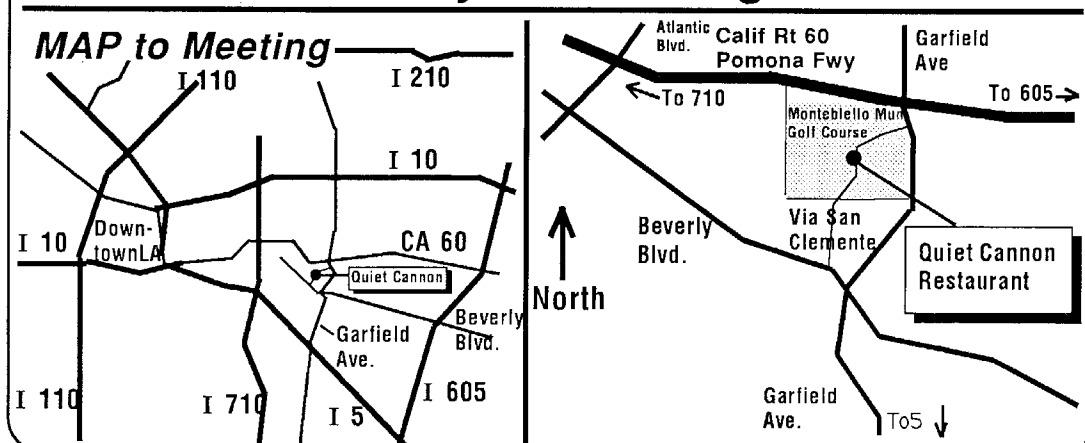 MAP to Meeting
I 110
I 210
I 10
Down-
townLA
I 10
CA 60
Quiet Cannon
Garfield
Ave.
Beverly
Blvd.
I 110
I 710
I 5
I 605
Atlantic
Blvd.
Calif Rt 60
Pomona Fwy
Garfield
Ave
To 710
To 605
Montebliello Mun
Golf Course
Beverly
Blvd.
Via San
Clemente
Quiet Cannon
Restaurant
North
Garfield
Ave.
To5